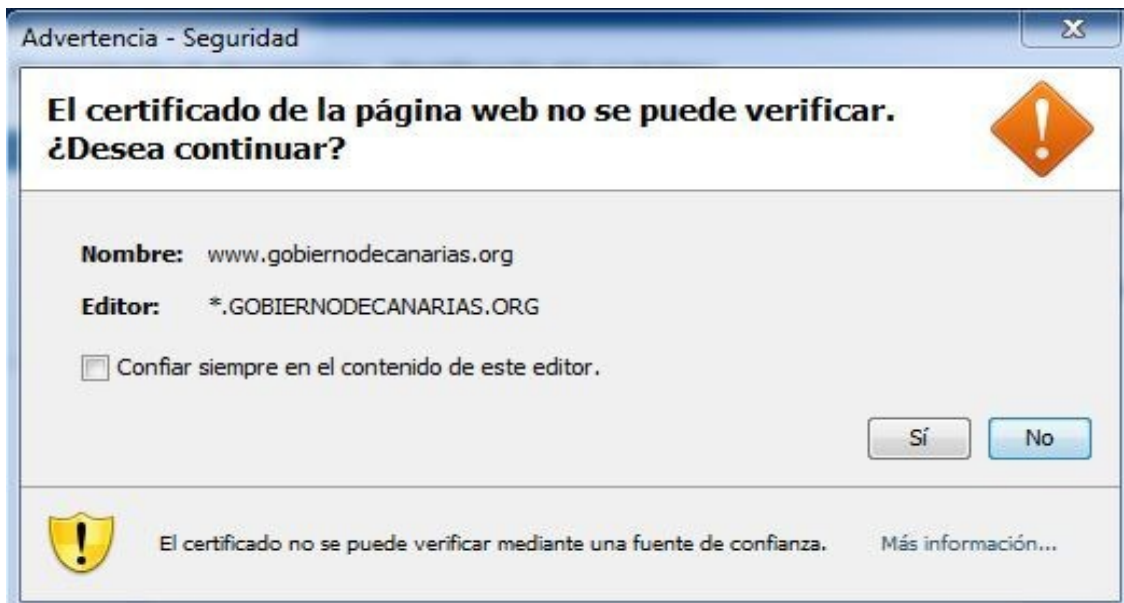 Advertencia - Seguridad
El certificado de la página web no se puede verificar.
¿Desea continuar?
Nombre: www.gobiernodecanarias.org
Editor: *.GOBIERNODECANARIAS.ORG
Confiar siempre en el contenido de este editor.
Sí No
El certificado no se puede verificar mediante una fuente de confianza. Más información...